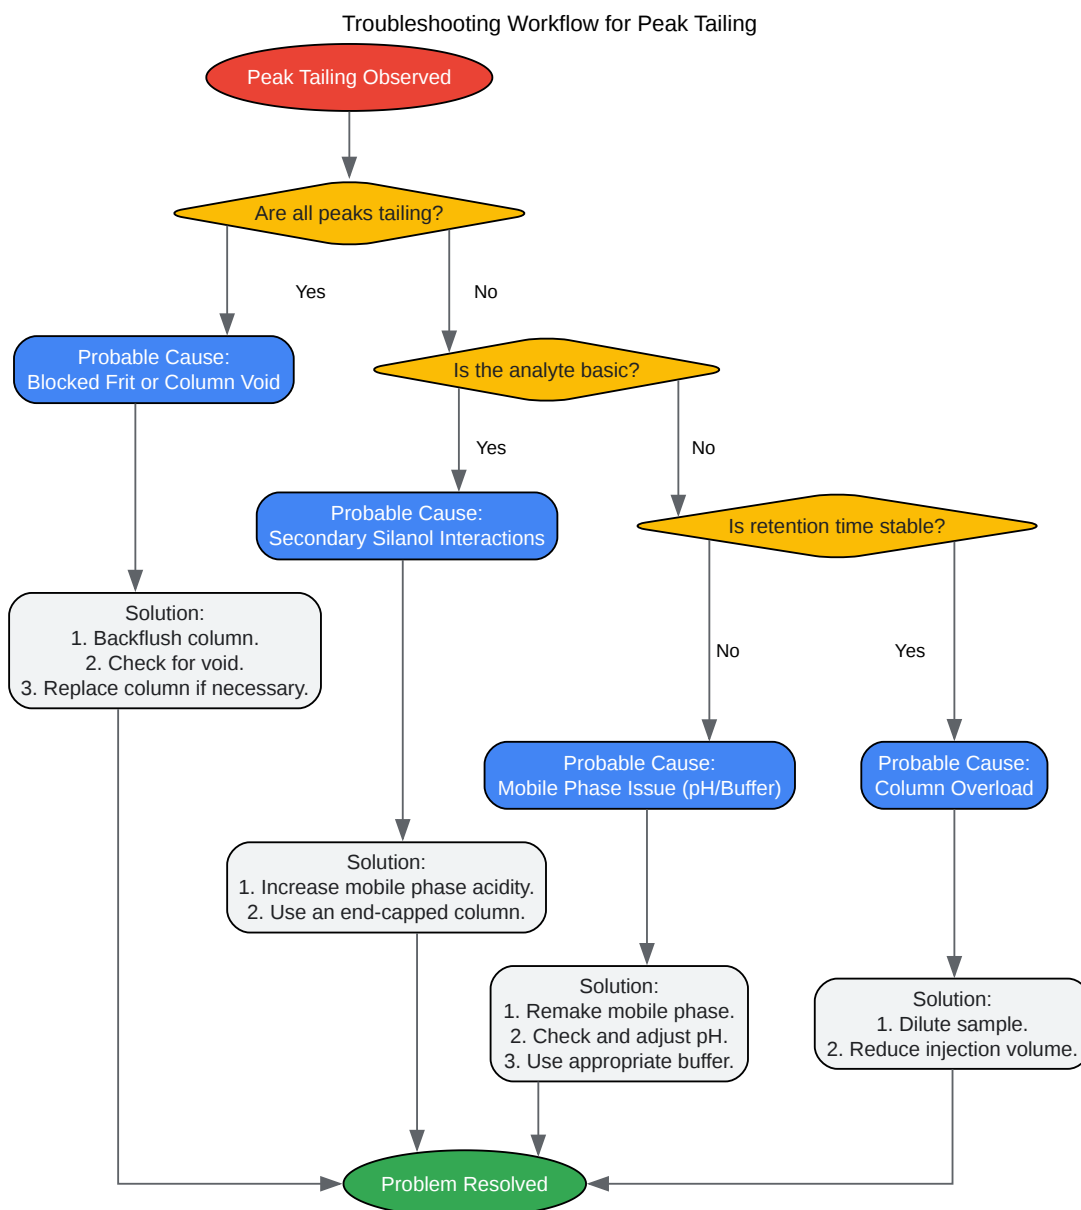 Troubleshooting Workflow for Peak Tailing
Peak Tailing Observed
Are all peaks tailing?
Yes
No
Probable Cause:
Blocked Frit or Column Void
Is the analyte basic?
Yes
No
Probable Cause:
Secondary Silanol Interactions
Is retention time stable?
Solution:
1. Backflush column.
2. Check for void.
3. Replace column if necessary.
No
Yes
Probable Cause:
Mobile Phase Issue (pH/Buffer)
Probable Cause:
Column Overload
Solution:
1. Increase mobile phase acidity.
2. Use an end-capped column.
Solution:
1. Remake mobile phase.
2. Check and adjust pH.
3. Use appropriate buffer.
Solution:
1. Dilute sample.
2. Reduce injection volume.
Problem Resolved